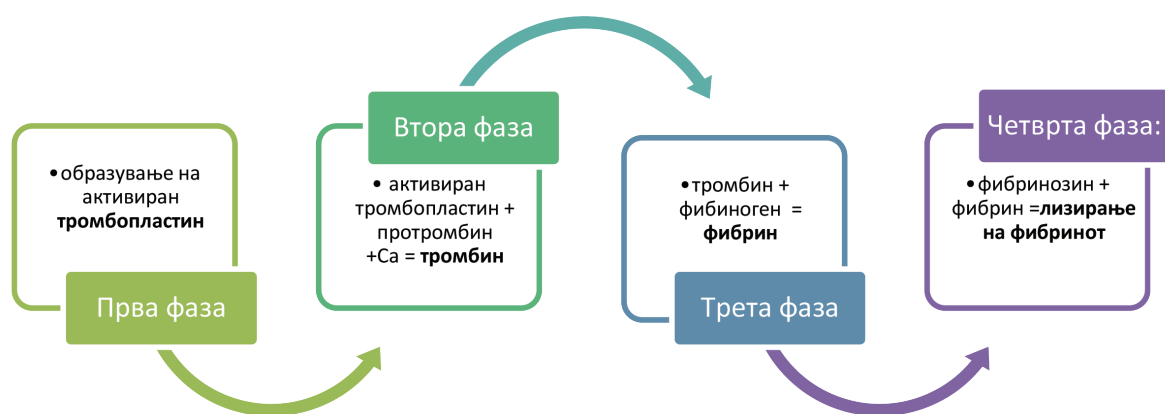 •образување на
активиран
тромбопластин
Прва фаза
Втора фаза
• активиран
тромбопластин +
протромбин
+Ca = тромбин
•тромбин +
фибиноген =
фибрин
Трета фаза
Четврта фаза:
•фибринозин +
фибрин =лизирање
на фибринот